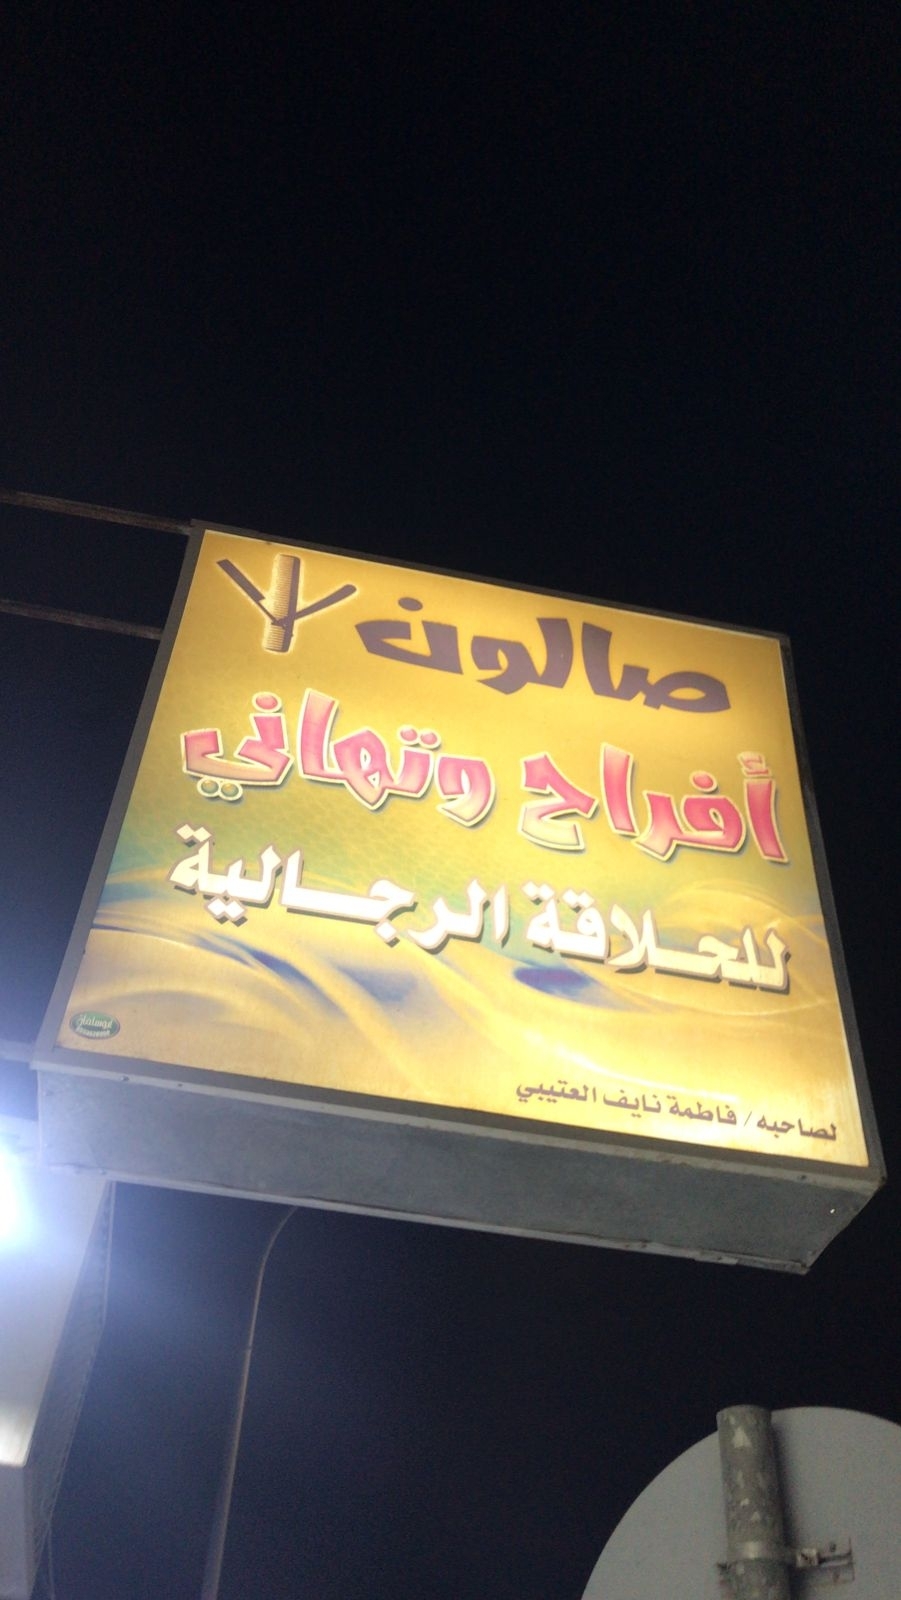 صالون
أفراح وتهاني
للحلاقة الرجالية
لصاحبه / فاطمة نايف العتيبي